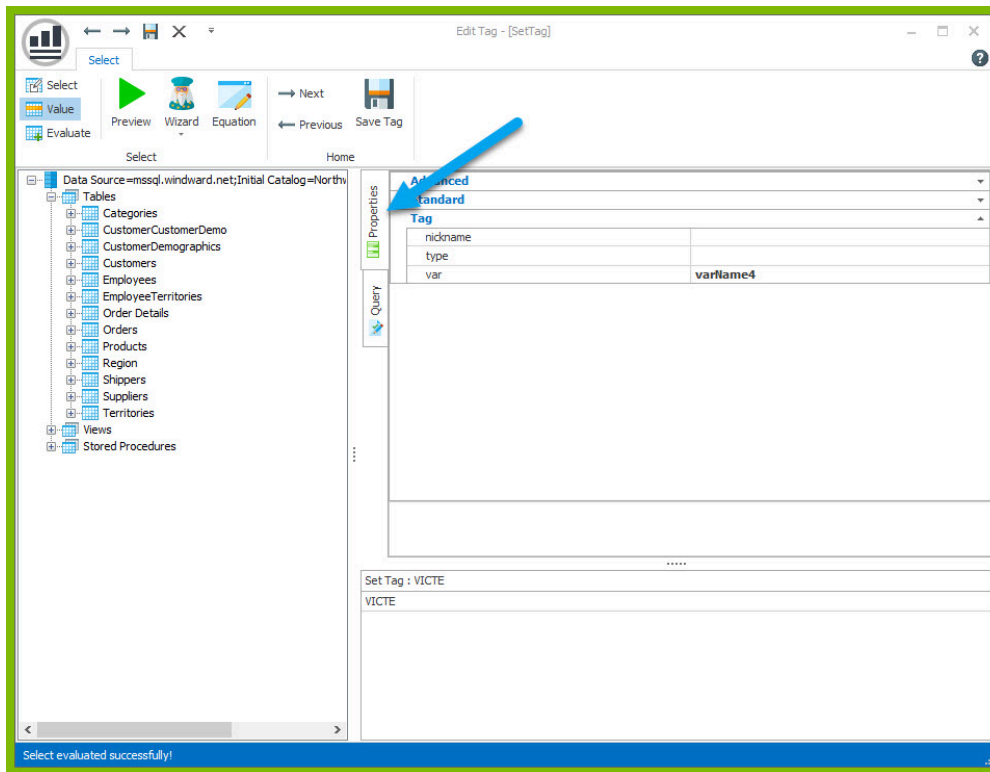 Edit Tag - [SetTag]
Select
Select
Value
Evaluate
Preview
Wizard
Equation
Next
Previous
Save Tag
Select
Home
Data Source=mssql.windward.net;Initial Catalog=Northw
Tables
Categories
CustomerCustomerDemo
CustomerDemographics
Customers
Employees
EmployeeTerritories
Order Details
Orders
Products
Region
Shippers
Suppliers
Territories
Views
Stored Procedures
Properties
Query
Advanced
Standard
Tag
nickname
type
var varName4
Set Tag : VICTE
VICTE
Select evaluated successfully!